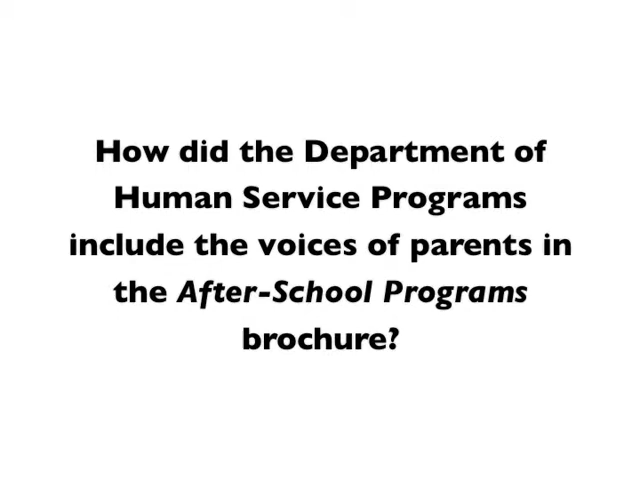 How did the Department of
Human Service Programs
include the voices of parents in
the After-School Programs
brochure?